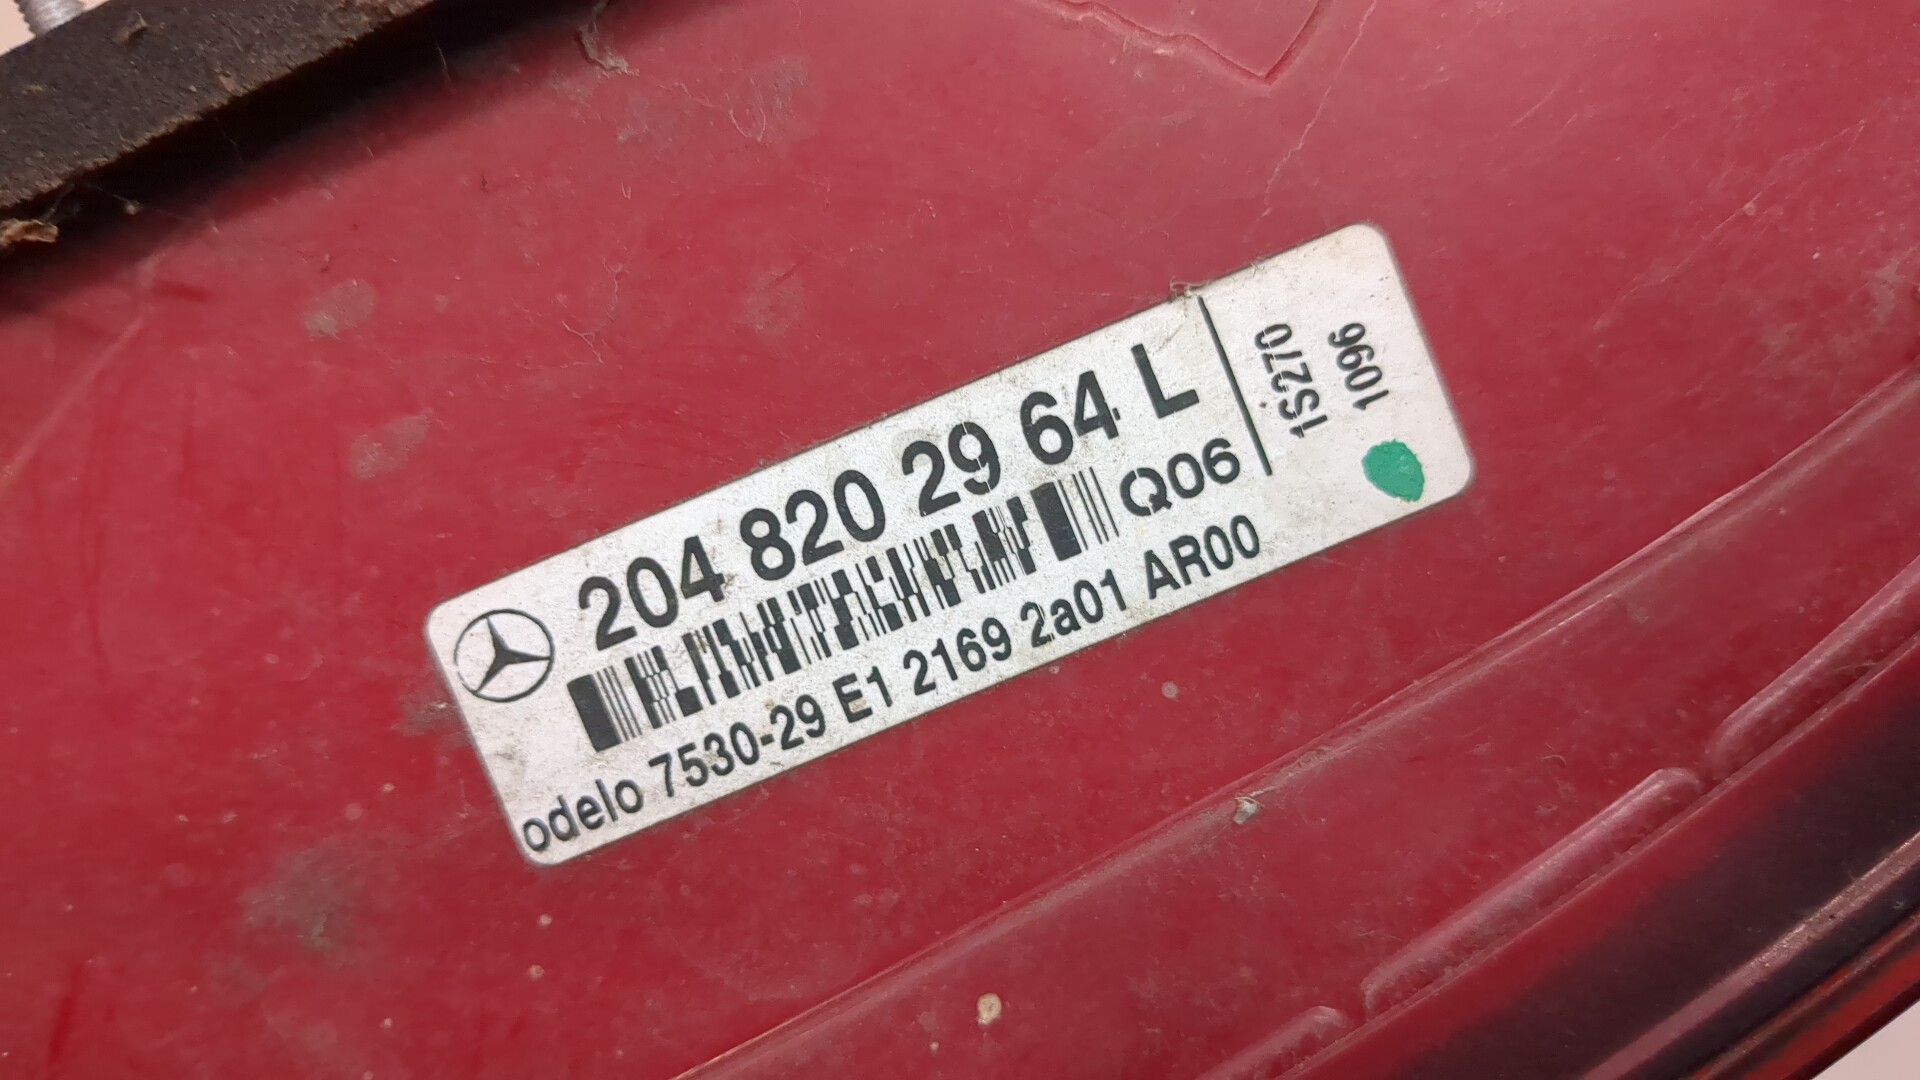 204 820 29 64 L
Q06
odelo 7530-29 E1 2169 2a01 AR00
1S270
1096